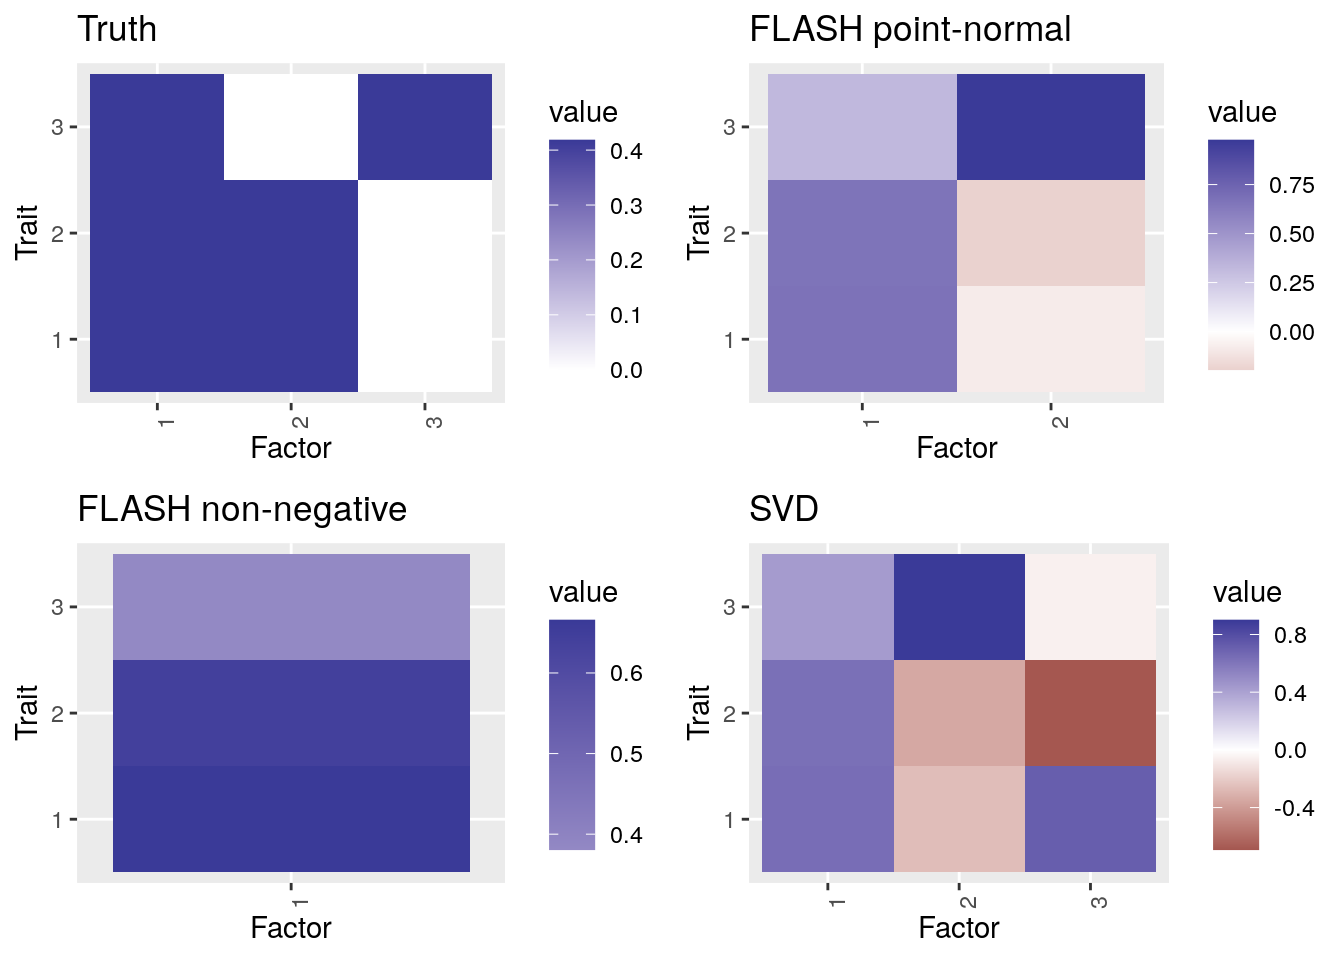 Truth
value
0.4
0.3
0.2
0.1
0.0
3
2
1
Trait
1
2
3
Factor
FLASH point-normal
value
0.75
0.50
0.25
0.00
3
2
1
Trait
1
2
Factor
FLASH non-negative
value
0.6
0.5
0.4
3
2
1
Trait
1
Factor
SVD
value
0.8
0.4
0.0
-0.4
3
2
1
Trait
1
2
3
Factor